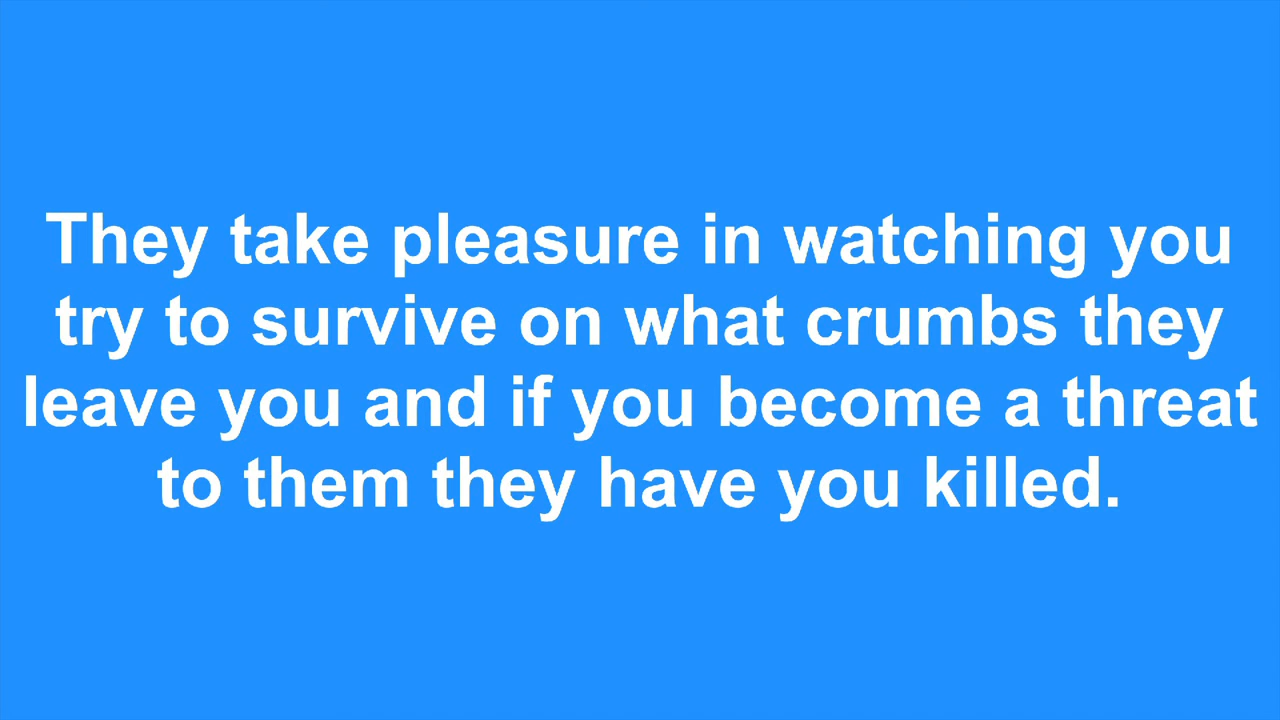 They take pleasure in watching you
try to survive on what crumbs they
leave you and if you become a threat
to them they have you killed.